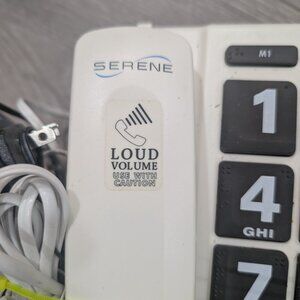 SERENE
M1
1
LOUD
VOLUME
USE WITH
CAUTION
4
GHI
7